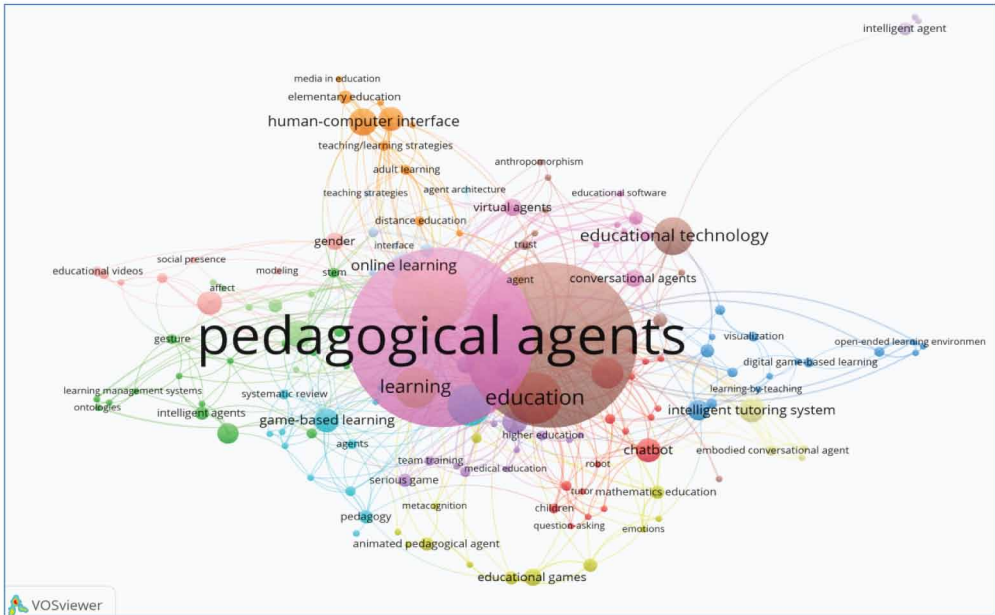 intelligent agent
media in education
elementary education
human-computer interface
teaching/learning strategies
anthropomorphism
adult learning
teaching strategies
agent architecture
educational software
virtual agents
distance education
educational technology
gender
interface
trust
social presence
online learning
educational videos
modeling
stem
agent
conversational agents
affect
pedagogical agents
gesture
visualization
open-ended learning environmen
digital game-based learning
learning
learning management systems
systematic review
education
learning-by-teaching
ontologies
intelligent agents
game-based learning
intelligent tutoring system
higher education
agents
chatbot
embodied conversational agent
team training
medical education
robot
serious game
tutor
mathematics education
metacognition
children
pedagogy
question-asking
emotions
animated pedagogical agent
educational games
VOSviewer